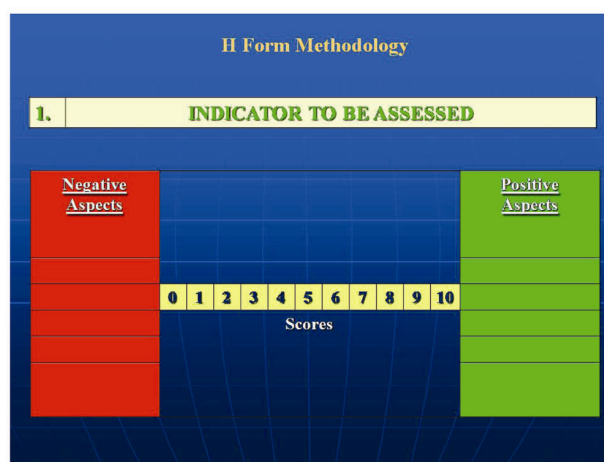 H Form Methodology
1. INDICATOR TO BE ASSESSED
Negative
Aspects
Positive
Aspects
0 1 2 3 4 5 6 7 8 9 10
Scores